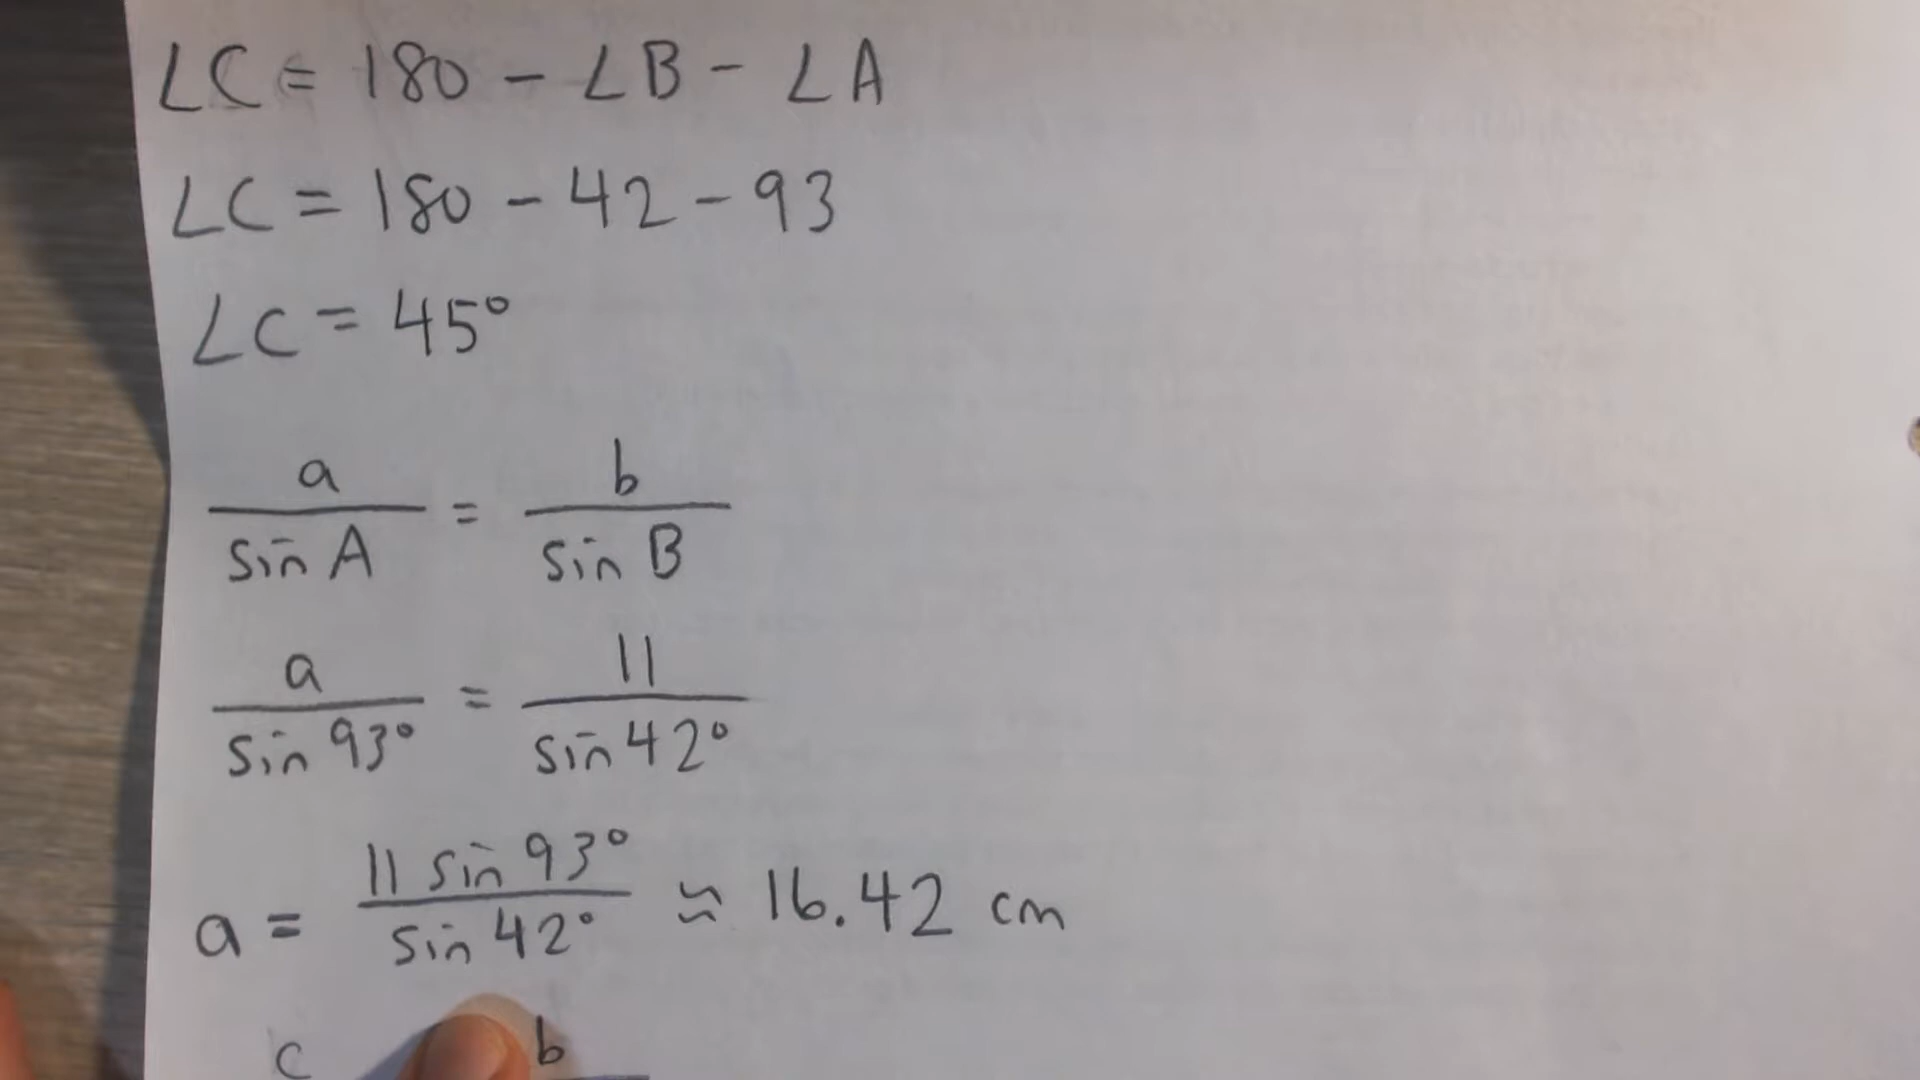 ∠C = 180 - ∠B - ∠A
∠C = 180 - 42 - 93
∠C = 45°
a/sin A = b/sin B
a/sin 93° = 11/sin 42°
a = 11 sin 93°/sin 42° ≈ 16.42 cm
c b